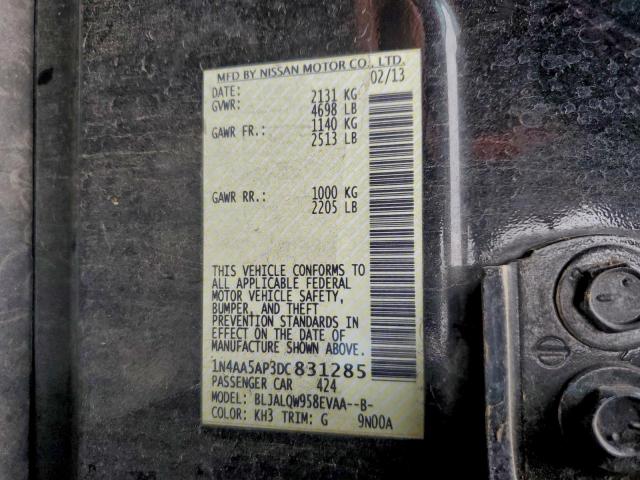 MFD BY NISSAN MOTOR CO., LTD.
DATE: 02/13
GVWR: 2131 KG
4698 LB
GAWR FR.: 1140 KG
2513 LB
GAWR RR.: 1000 KG
2205 LB
THIS VEHICLE CONFORMS TO
ALL APPLICABLE FEDERAL
MOTOR VEHICLE SAFETY,
BUMPER, AND THEFT
PREVENTION STANDARDS IN
EFFECT ON THE DATE OF
MANUFACTURE SHOWN ABOVE.
1N4AA5AP3DC831285
PASSENGER CAR 424
MODEL: BLJALQW958EVAA--B-
COLOR: KH3 TRIM: G 9N00A